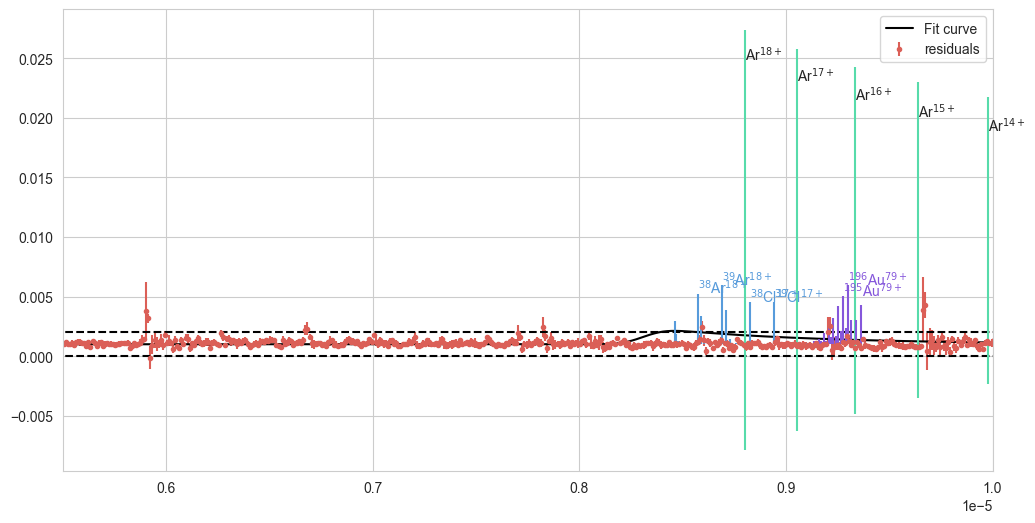 Fit curve
residuals
Ar18+
Ar17+
Ar16+
Ar15+
Ar14+
39Ar18+
38Ar18+
196Au79+
195Au79+
0.025
0.020
0.015
0.010
0.005
0.000
−0.005
0.6
0.7
0.8
0.9
1.0
1e−5